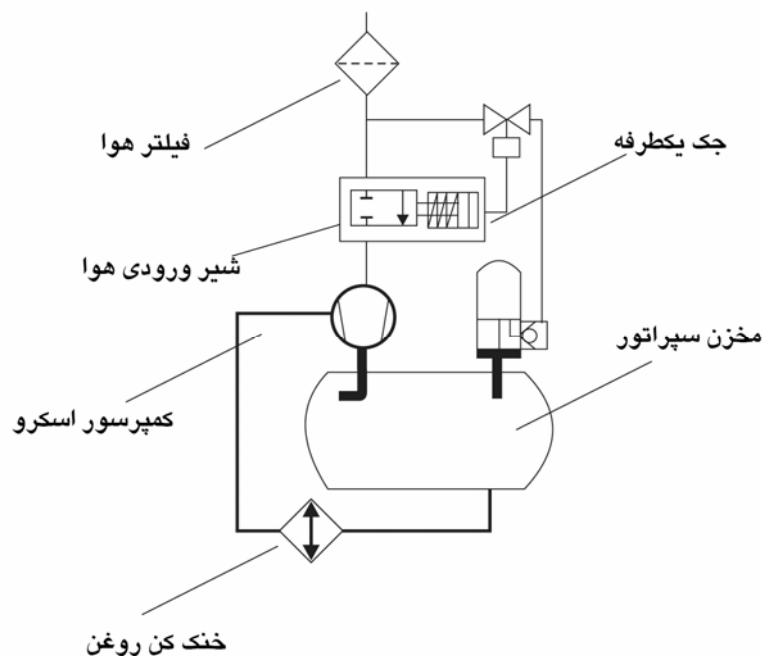 فیلتر هوا
جک یکطرفه
شیر ورودی هوا
مخزن سپراتور
کمپرسور اسکرو
خنک کن روغن